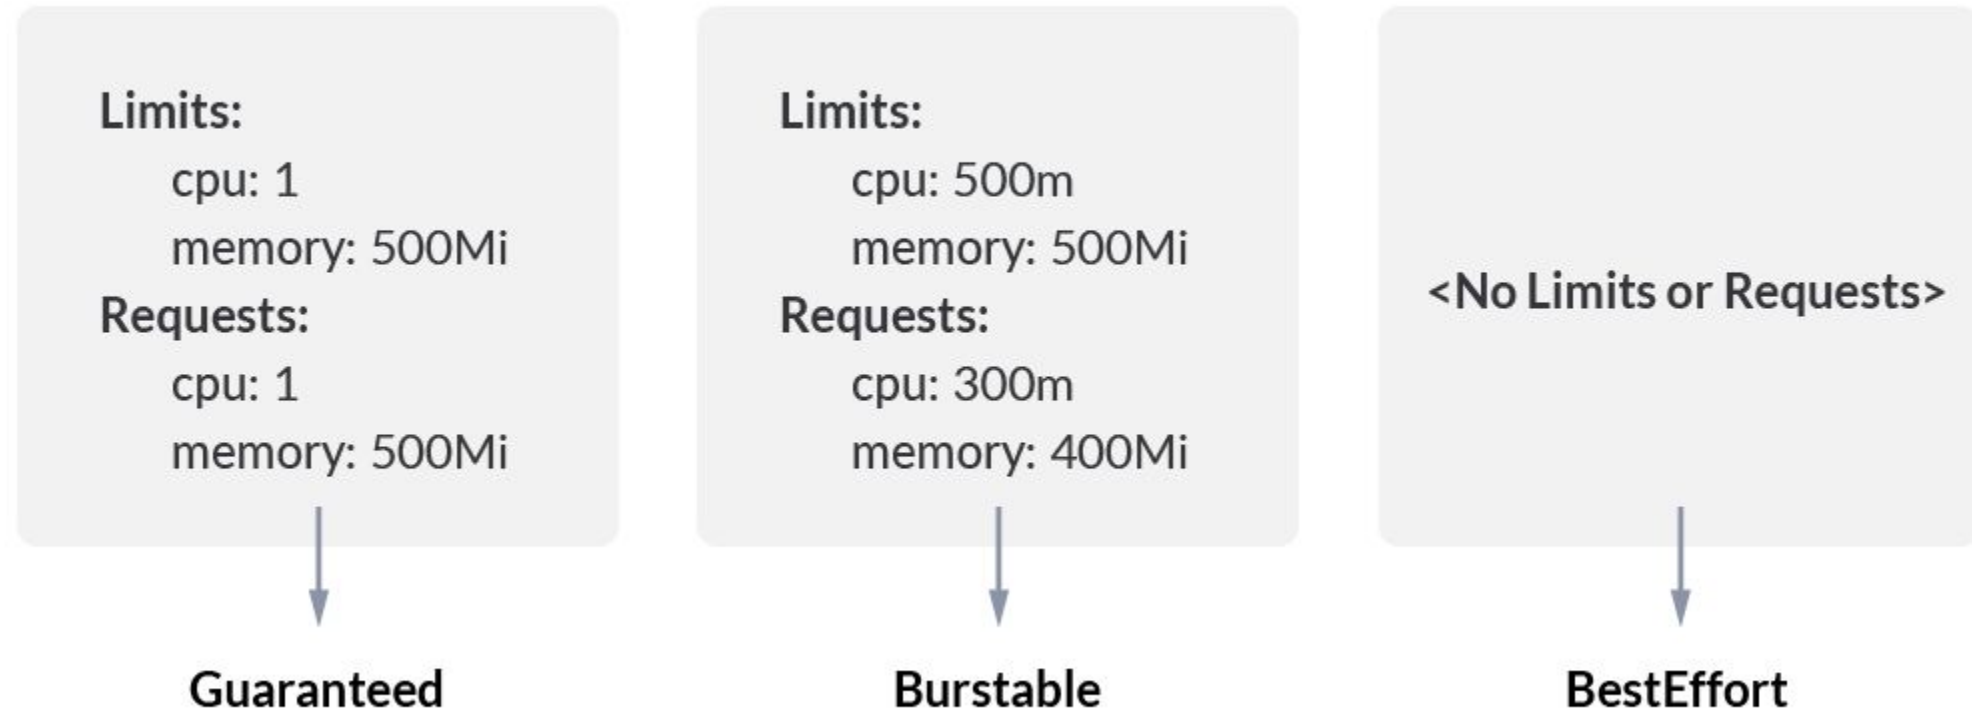 Limits:
cpu: 1
memory: 500Mi
Requests:
cpu: 1
memory: 500Mi
Guaranteed
Limits:
cpu: 500m
memory: 500Mi
Requests:
cpu: 300m
memory: 400Mi
Burstable
<No Limits or Requests>
BestEffort